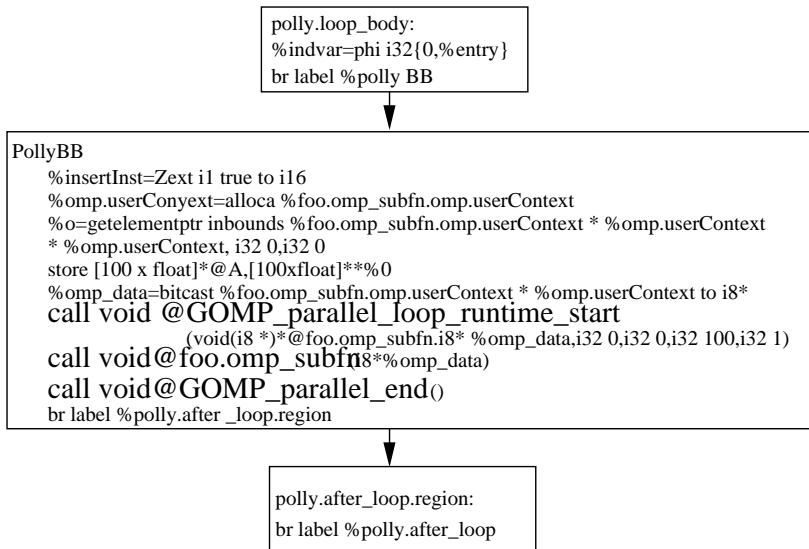 polly.loop_body:
%indvar=phi i32{0,%entry}
br label %polly BB
PollyBB
%insertInst=Zext i1 true to i16
%omp.userConyext=alloca %foo.omp_subfn.omp.userContext
%o=getelementptr inbounds %foo.omp_subfn.omp.userContext * %omp.userContext
* %omp.userContext, i32 0,i32 0
store [100 x float]*@A,[100xfloat]**%0
%omp_data=bitcast %foo.omp_subfn.omp.userContext * %omp.userContext to i8*
call void @GOMP_parallel_loop_runtime_start
(void(i8 *)*@foo.omp_subfn.i8* %omp_data,i32 0,i32 0,i32 100,i32 1)
call void@foo.omp_subfn(i8*%omp_data)
call void@GOMP_parallel_end()
br label %polly.after _loop.region
polly.after_loop.region:
br label %polly.after_loop